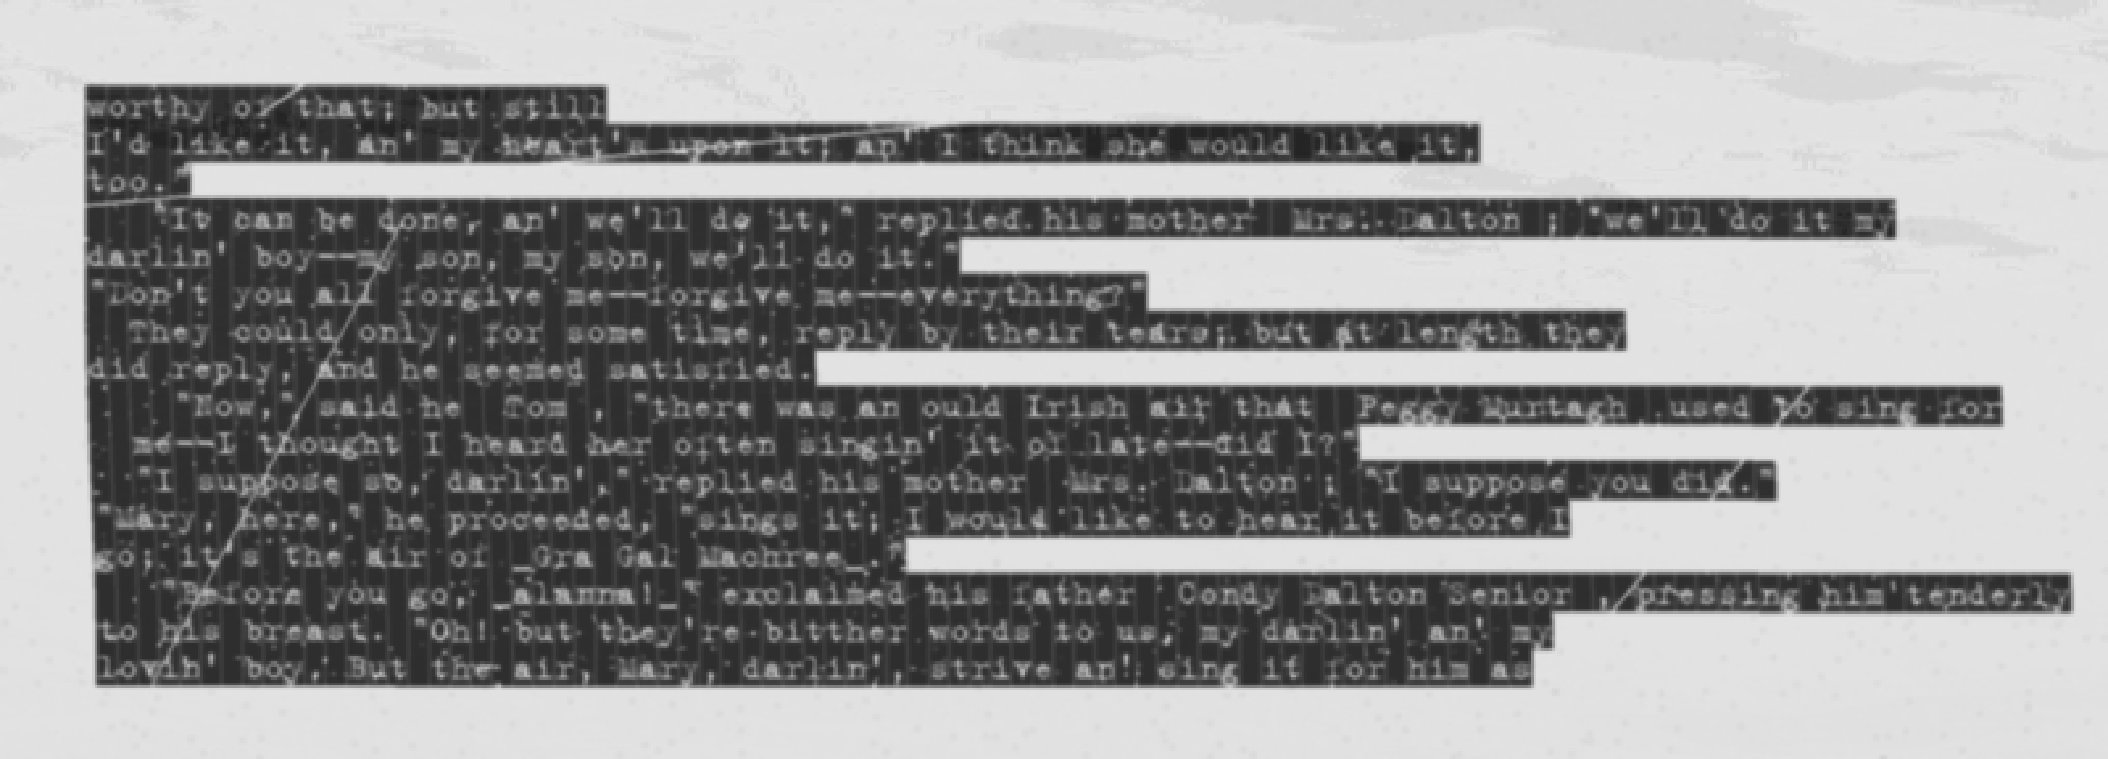 worthy of that; but still
I'd like it, an' my heart's upon it; an' I think she would like it,
too."
"It can be done, an' we'll do it," replied his mother Mrs. Dalton ; "we'll do it my
darlin' boy--my son, my son, we'll do it."
"Don't you all forgive me--forgive me--everything?"
They could only, for some time, reply by their tears; but at length they
did reply, and he seemed satisfied.
"Now," said he Tom , "there was an ould Irish air that Peggy Murtagh used to sing for
me--I thought I heard her often singin' it of late--did I?"
"I suppose so, darlin'," replied his mother Mrs. Dalton ; "I suppose you did."
"Mary, here," he proceeded, "sings it; I would like to hear it before I
go; it's the air of _Gra Gal Machree_."
"Before you go, _alanna!_" exclaimed his father Condy Dalton Senior , pressing him tenderly
to his breast. "Oh! but they're bitther words to us, my darlin' an' my
lovin' boy. But the air, Mary, darlin', strive an' sing it for him as